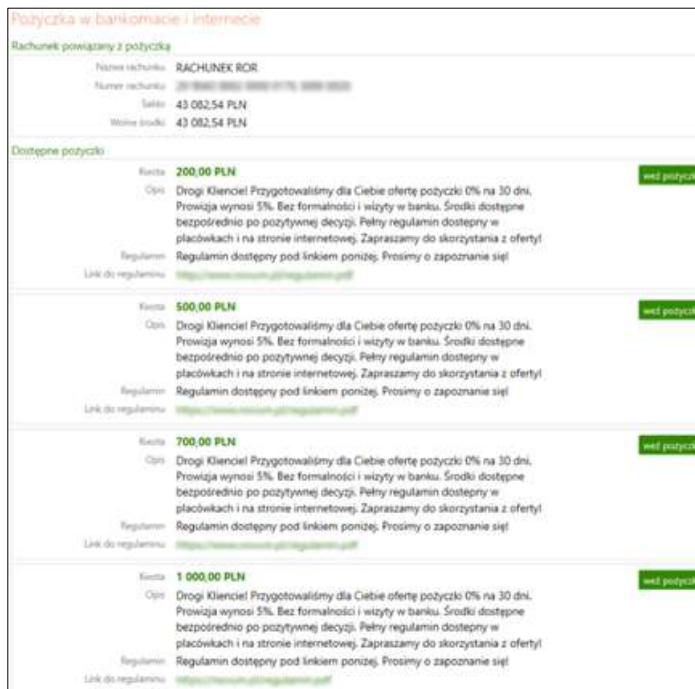 Pożyczka w bankomacie i internecie
Rachunek powiązany z pożyczką
Nazwa rachunku RACHUNEK ROR
Numer rachunku
Saldo 43 082,54 PLN
Wolne środki 43 082,54 PLN
Dostępne pożyczki
Kwota 200,00 PLN weź pożyczk
Opis Drogi Kliencie! Przygotowaliśmy dla Ciebie ofertę pożyczki 0% na 30 dni.
Prowizja wynosi 5%. Bez formalności i wizyty w banku. Środki dostępne
bezpośrednio po pozytywnej decyzji. Pełny regulamin dostępny w
placówkach i na stronie internetowej. Zapraszamy do skorzystania z oferty!
Regulamin Regulamin dostępny pod linkiem poniżej. Prosimy o zapoznanie się!
Link do regulaminu
Kwota 500,00 PLN weź pożyczk
Opis Drogi Kliencie! Przygotowaliśmy dla Ciebie ofertę pożyczki 0% na 30 dni.
Prowizja wynosi 5%. Bez formalności i wizyty w banku. Środki dostępne
bezpośrednio po pozytywnej decyzji. Pełny regulamin dostępny w
placówkach i na stronie internetowej. Zapraszamy do skorzystania z oferty!
Regulamin Regulamin dostępny pod linkiem poniżej. Prosimy o zapoznanie się!
Link do regulaminu
Kwota 700,00 PLN weź pożyczk
Opis Drogi Kliencie! Przygotowaliśmy dla Ciebie ofertę pożyczki 0% na 30 dni.
Prowizja wynosi 5%. Bez formalności i wizyty w banku. Środki dostępne
bezpośrednio po pozytywnej decyzji. Pełny regulamin dostępny w
placówkach i na stronie internetowej. Zapraszamy do skorzystania z oferty!
Regulamin Regulamin dostępny pod linkiem poniżej. Prosimy o zapoznanie się!
Link do regulaminu
Kwota 1 000,00 PLN weź pożyczk
Opis Drogi Kliencie! Przygotowaliśmy dla Ciebie ofertę pożyczki 0% na 30 dni.
Prowizja wynosi 5%. Bez formalności i wizyty w banku. Środki dostępne
bezpośrednio po pozytywnej decyzji. Pełny regulamin dostępny w
placówkach i na stronie internetowej. Zapraszamy do skorzystania z oferty!
Regulamin Regulamin dostępny pod linkiem poniżej. Prosimy o zapoznanie się!
Link do regulaminu